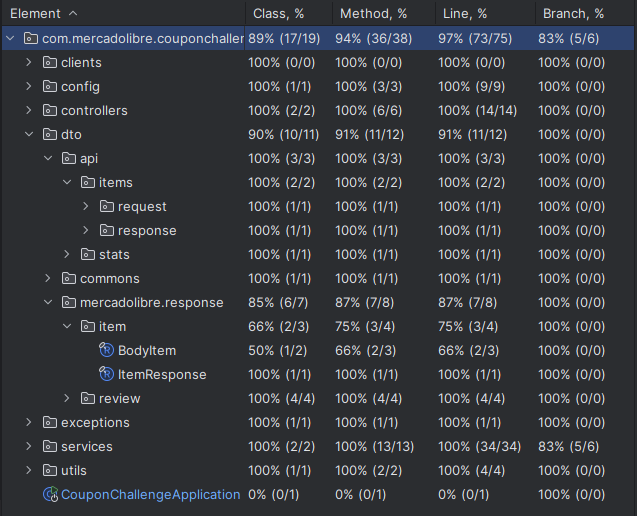 Element Class, % Method, % Line, % Branch, %
com.mercadolibre.couponchaller 89% (17/19) 94% (36/38) 97% (73/75) 83% (5/6)
clients 100% (0/0) 100% (0/0) 100% (0/0) 100% (0/0)
config 100% (1/1) 100% (3/3) 100% (9/9) 100% (0/0)
controllers 100% (2/2) 100% (6/6) 100% (14/14) 100% (0/0)
dto 90% (10/11) 91% (11/12) 91% (11/12) 100% (0/0)
api 100% (3/3) 100% (3/3) 100% (3/3) 100% (0/0)
items 100% (2/2) 100% (2/2) 100% (2/2) 100% (0/0)
request 100% (1/1) 100% (1/1) 100% (1/1) 100% (0/0)
response 100% (1/1) 100% (1/1) 100% (1/1) 100% (0/0)
stats 100% (1/1) 100% (1/1) 100% (1/1) 100% (0/0)
commons 100% (1/1) 100% (1/1) 100% (1/1) 100% (0/0)
mercadolibre.response 85% (6/7) 87% (7/8) 87% (7/8) 100% (0/0)
item 66% (2/3) 75% (3/4) 75% (3/4) 100% (0/0)
BodyItem 50% (1/2) 66% (2/3) 66% (2/3) 100% (0/0)
ItemResponse 100% (1/1) 100% (1/1) 100% (1/1) 100% (0/0)
review 100% (4/4) 100% (4/4) 100% (4/4) 100% (0/0)
exceptions 100% (1/1) 100% (1/1) 100% (1/1) 100% (0/0)
services 100% (2/2) 100% (13/13) 100% (34/34) 83% (5/6)
utils 100% (1/1) 100% (2/2) 100% (4/4) 100% (0/0)
CouponChallengeApplication 0% (0/1) 0% (0/1) 0% (0/1) 100% (0/0)